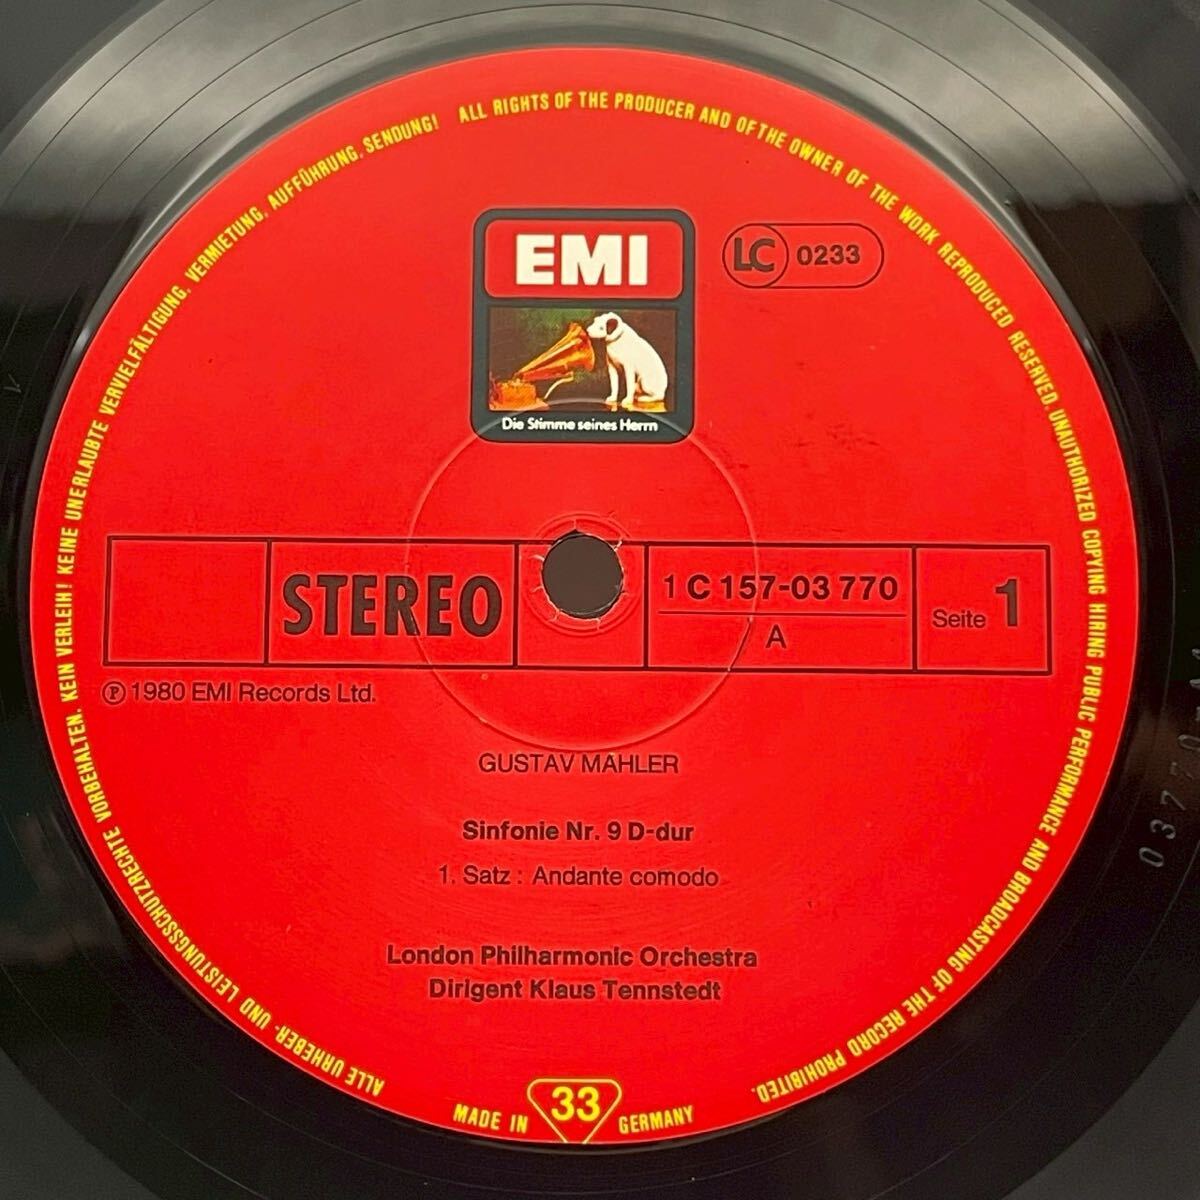 ALL RIGHTS OF THE PRODUCER AND OF THE OWNER OF THE WORK REPRODUCED RESERVED. UNAUTHORIZED COPYING HIRING PUBLIC PERFORMANCE AND BROADCASTING OF THE RECORD PROHIBITED.
ALLE URHEBER- UND LEISTUNGSSCHUTZRECHTE VORBEHALTEN. KEIN VERLEIH! KEINE UNERLAUBTE VERVIELFÄLTIGUNG, VERMIETUNG, AUFFÜHRUNG, SENDUNG!
EMI
LC 0233
Die Stimme seines Herrn
STEREO
1 C 157-03 770
A
Seite 1
℗ 1980 EMI Records Ltd.
GUSTAV MAHLER
Sinfonie Nr. 9 D-dur
1. Satz : Andante comodo
London Philharmonic Orchestra
Dirigent Klaus Tennstedt
MADE IN 33 GERMANY